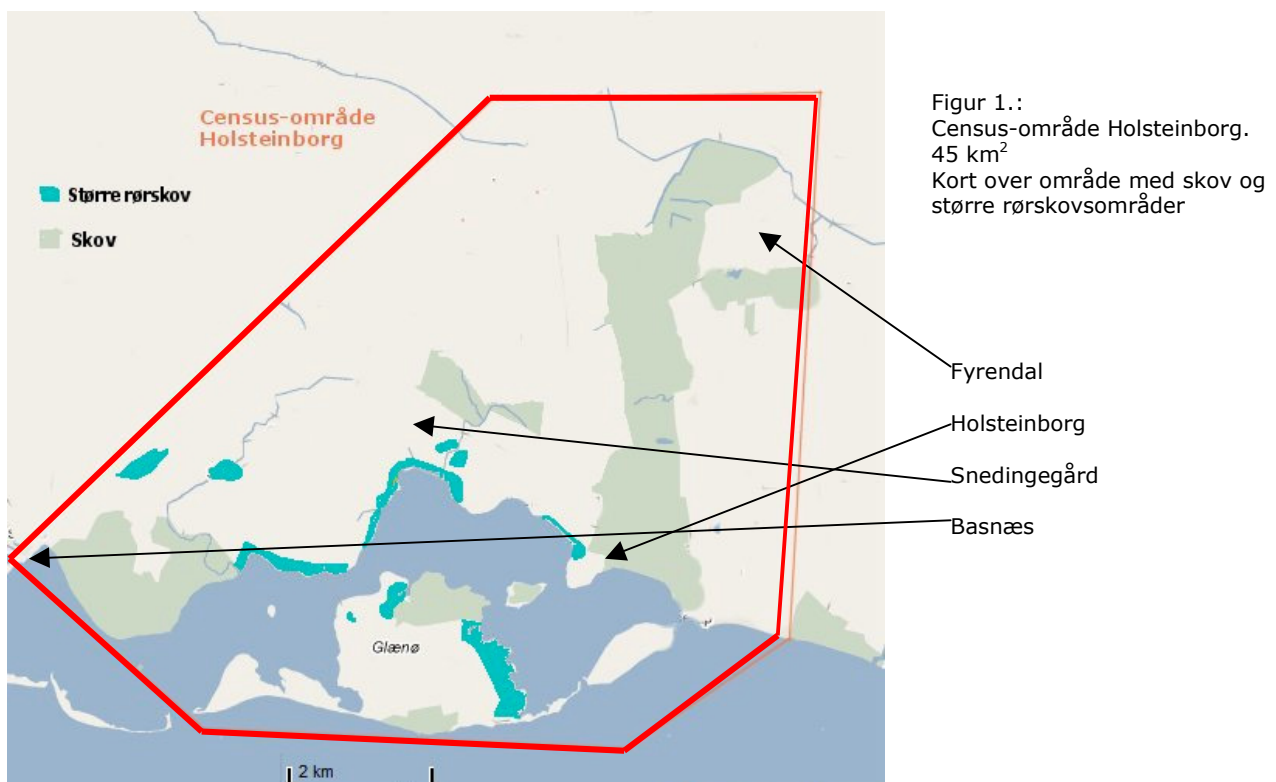 Census-område
Holsteinborg
Større rørskov
Skov
Glænø
2 km
Figur 1.:
Census-område Holsteinborg.
45 km²
Kort over område med skov og
større rørskovsområder
Fyrendal
Holsteinborg
Snedingegård
Basnæs